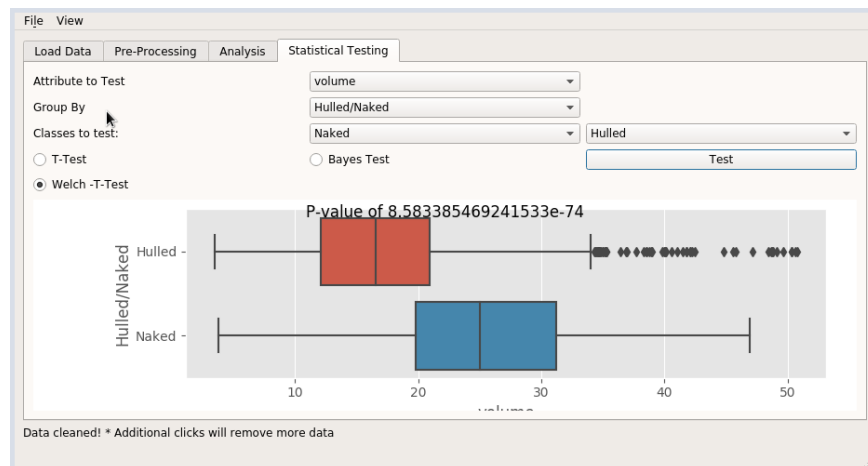 File View
Load Data Pre-Processing Analysis Statistical Testing
Attribute to Test volume
Group By Hulled/Naked
Classes to test: Naked Hulled
T-Test Bayes Test Test
Welch -T-Test
P-value of 8.583385469241533e-74
Hulled/Naked
Hulled
Naked
10 20 30 40 50
volume
Data cleaned! * Additional clicks will remove more data